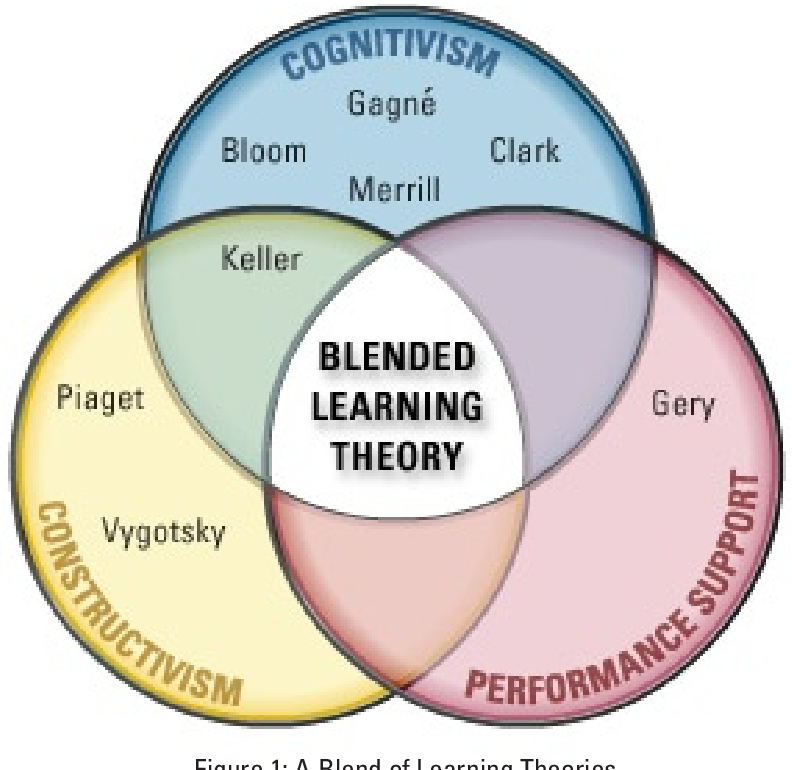 COGNITIVISM
Gagné
Bloom
Clark
Merrill
Keller
BLENDED
LEARNING
THEORY
Piaget
Gery
Vygotsky
CONSTRUCTIVISM
PERFORMANCE SUPPORT
Figure 1: A Blend of Learning Theories